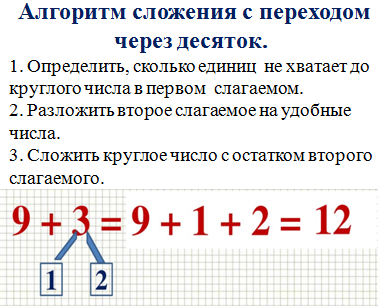 Алгоритм сложения с переходом
через десяток.
1. Определить, сколько единиц не хватает до
круглого числа в первом слагаемом.
2. Разложить второе слагаемое на удобные
числа.
3. Сложить круглое число с остатком второго
слагаемого.
9 + 3 = 9 + 1 + 2 = 12
1 2